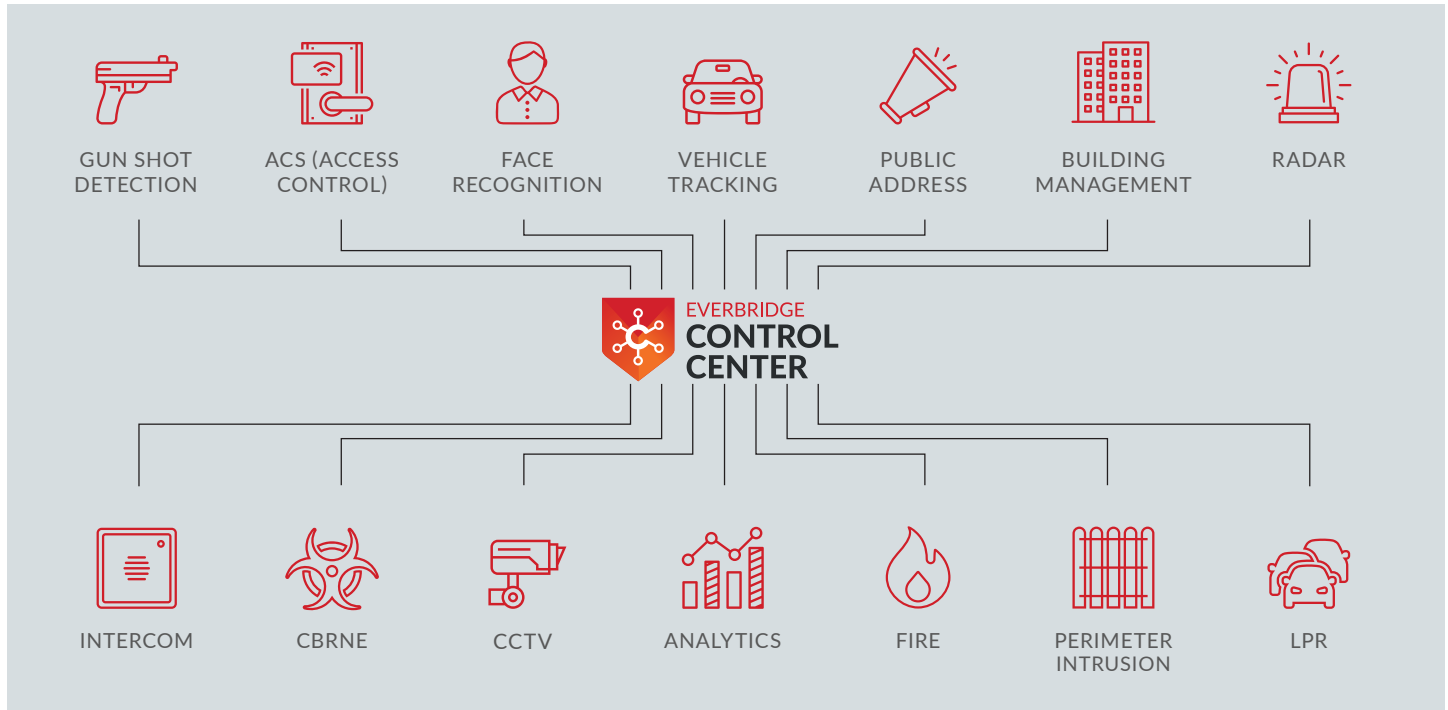 GUN SHOT
DETECTION
ACS (ACCESS
CONTROL)
FACE
RECOGNITION
VEHICLE
TRACKING
PUBLIC
ADDRESS
BUILDING
MANAGEMENT
RADAR
EVERBRIDGE
CONTROL
CENTER
INTERCOM
CBRNE
CCTV
ANALYTICS
FIRE
PERIMETER
INTRUSION
LPR